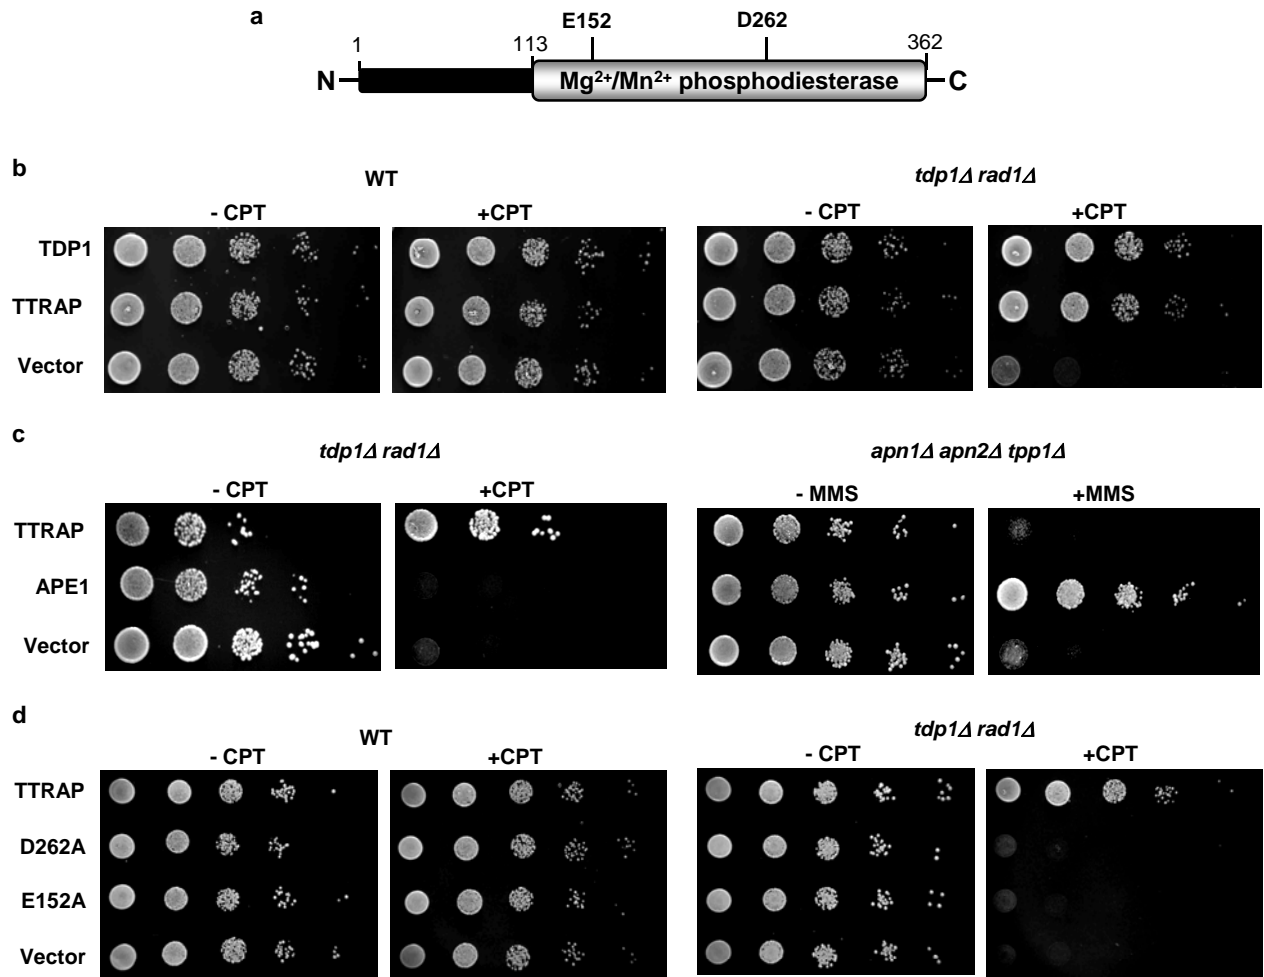 a
E152 D262
1 113 362
N Mg²⁺/Mn²⁺ phosphodiesterase C
b
WT tdp1Δ rad1Δ
- CPT +CPT - CPT +CPT
TDP1
TTRAP
Vector
c
tdp1Δ rad1Δ apn1Δ apn2Δ tpp1Δ
- CPT +CPT - MMS +MMS
TTRAP
APE1
Vector
d
WT tdp1Δ rad1Δ
- CPT +CPT - CPT +CPT
TTRAP
D262A
E152A
Vector